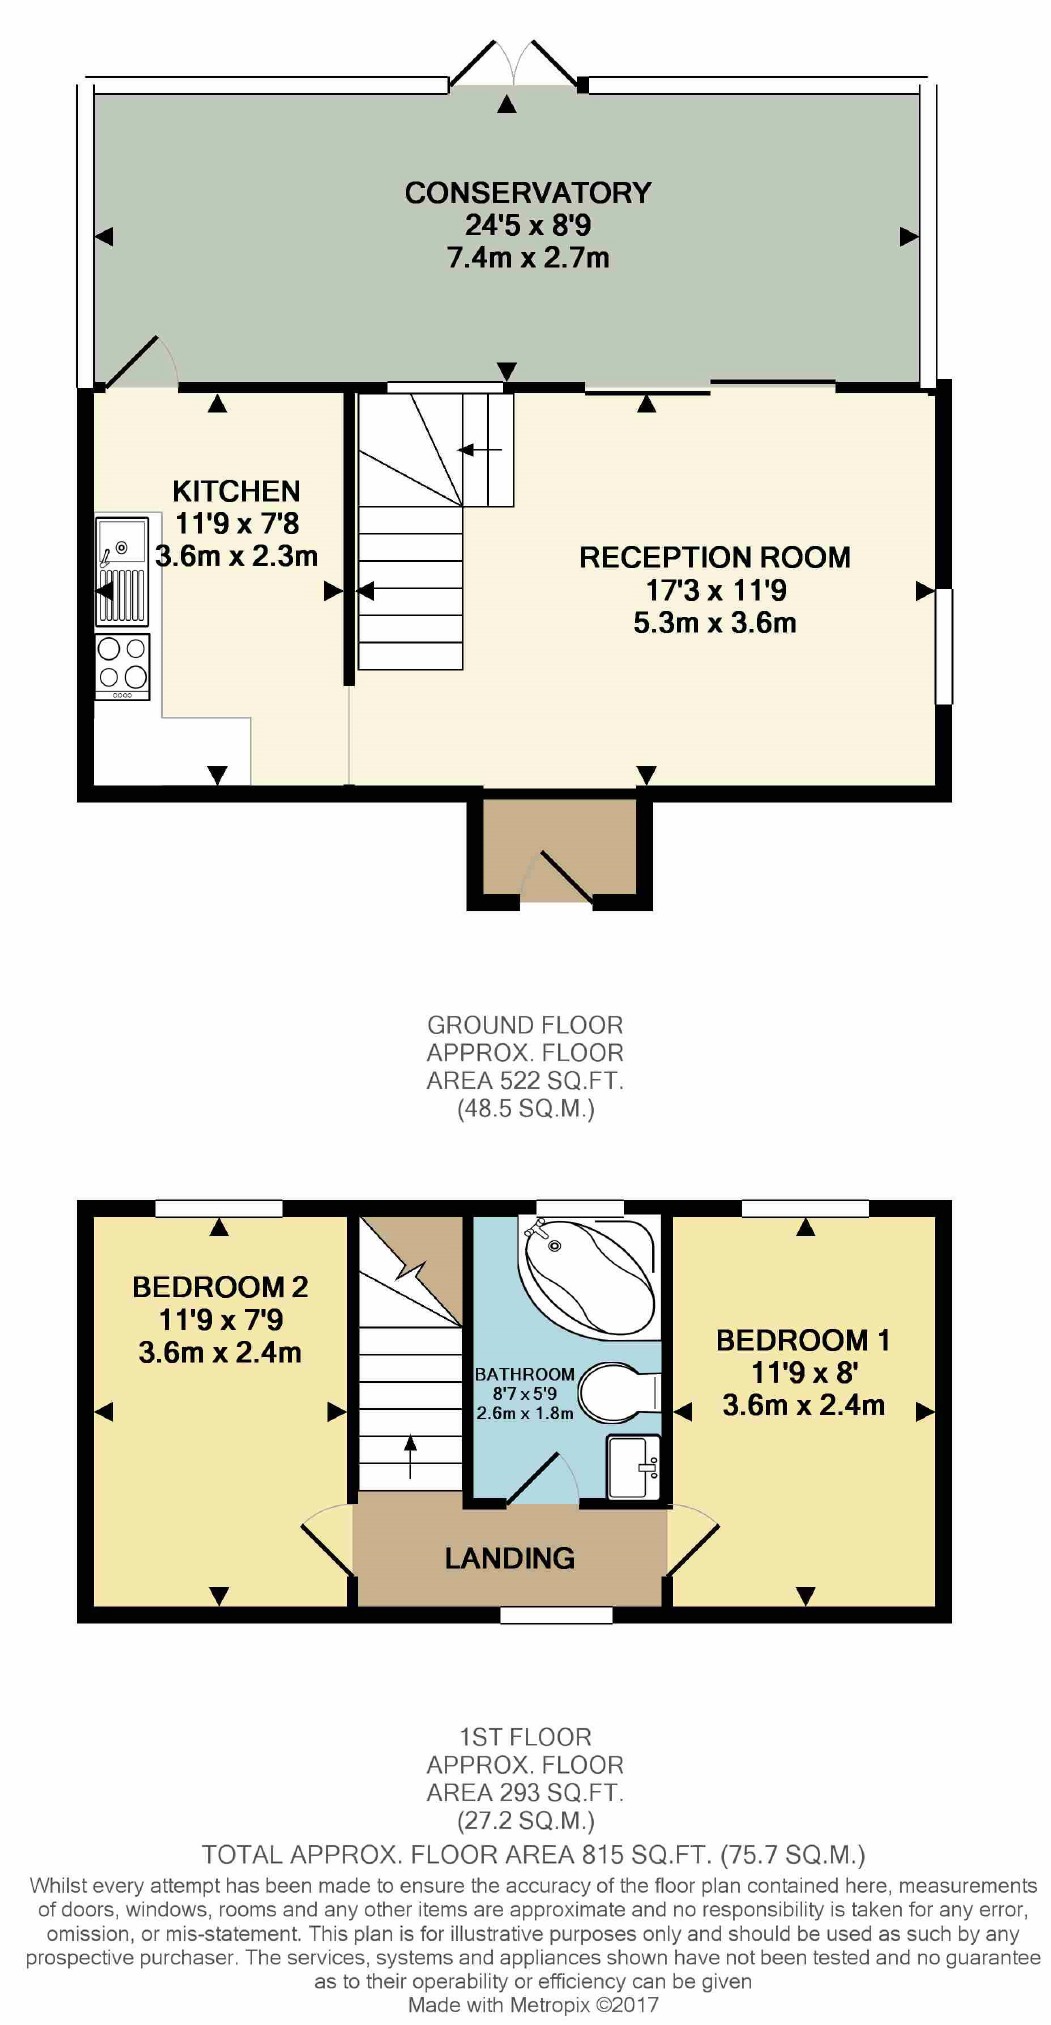 CONSERVATORY
24'5 x 8'9
7.4m x 2.7m
KITCHEN
11'9 x 7'8
3.6m x 2.3m
RECEPTION ROOM
17'3 x 11'9
5.3m x 3.6m
GROUND FLOOR
APPROX. FLOOR
AREA 522 SQ.FT.
(48.5 SQ.M.)
BEDROOM 2
11'9 x 7'9
3.6m x 2.4m
BATHROOM
8'7 x 5'9
2.6m x 1.8m
BEDROOM 1
11'9 x 8'
3.6m x 2.4m
LANDING
1ST FLOOR
APPROX. FLOOR
AREA 293 SQ.FT.
(27.2 SQ.M.)
TOTAL APPROX. FLOOR AREA 815 SQ.FT. (75.7 SQ.M.)
Whilst every attempt has been made to ensure the accuracy of the floor plan contained here, measurements
of doors, windows, rooms and any other items are approximate and no responsibility is taken for any error,
omission, or mis-statement. This plan is for illustrative purposes only and should be used as such by any
prospective purchaser. The services, systems and appliances shown have not been tested and no guarantee
as to their operability or efficiency can be given
Made with Metropix ©2017